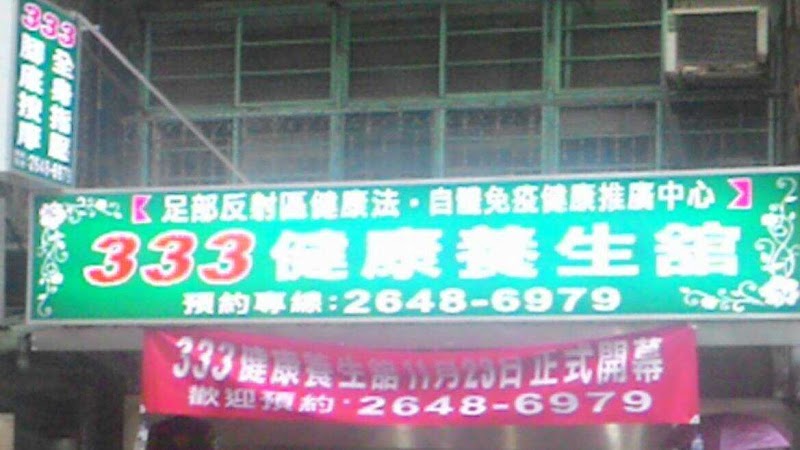 333
全身指壓
腳底按摩
2648-6979
足部反射區健康法·自體免疫健康推廣中心
333健康養生舘
預約專線:2648-6979
333健康養生舘11月23日正式開幕
歡迎預約·2648-6979